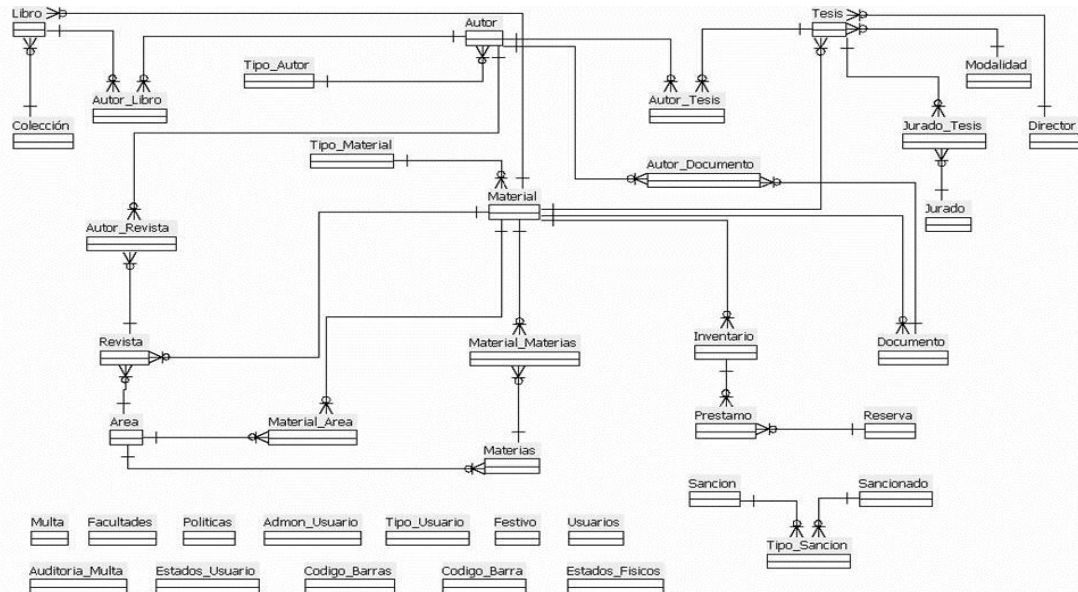 Libro
Autor
Tesis
Tipo_Autor
Modalidad
Autor_Libro
Autor_Tesis
Colección
Jurado_Tesis
Director
Tipo_Material
Autor_Documento
Material
Jurado
Autor_Revista
Revista
Material_Materias
Inventario
Documento
Area
Material_Area
Prestamo
Reserva
Materias
Sancion
Sancionado
Multa
Facultades
Politicas
Admon_Usuario
Tipo_Usuario
Festivo
Usuarios
Tipo_Sancion
Auditoria_Multa
Estados_Usuario
Codigo_Barras
Codigo_Barra
Estados_Fisicos